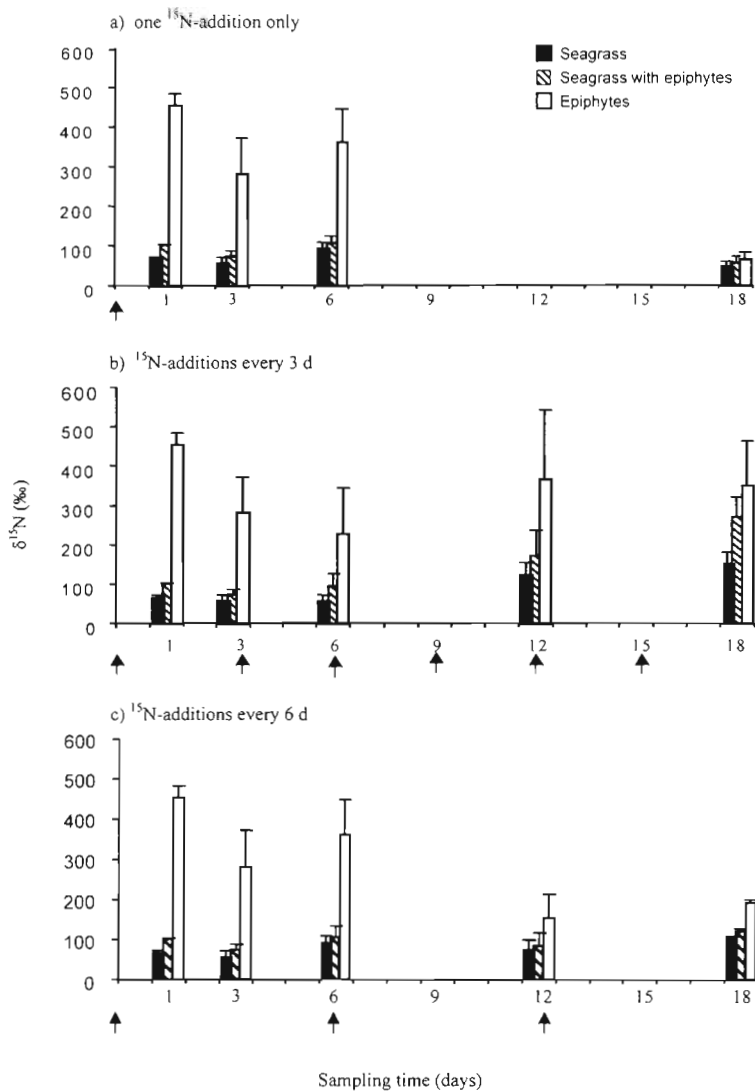 a) one ¹⁵N-addition only
600
500
400
300
200
100
0
Seagrass
Seagrass with epiphytes
Epiphytes
1 3 6 9 12 15 18
b) ¹⁵N-additions every 3 d
600
500
400
300
200
100
0
1 3 6 9 12 15 18
δ¹⁵N (‰)
c) ¹⁵N-additions every 6 d
600
500
400
300
200
100
0
1 3 6 9 12 15 18
Sampling time (days)